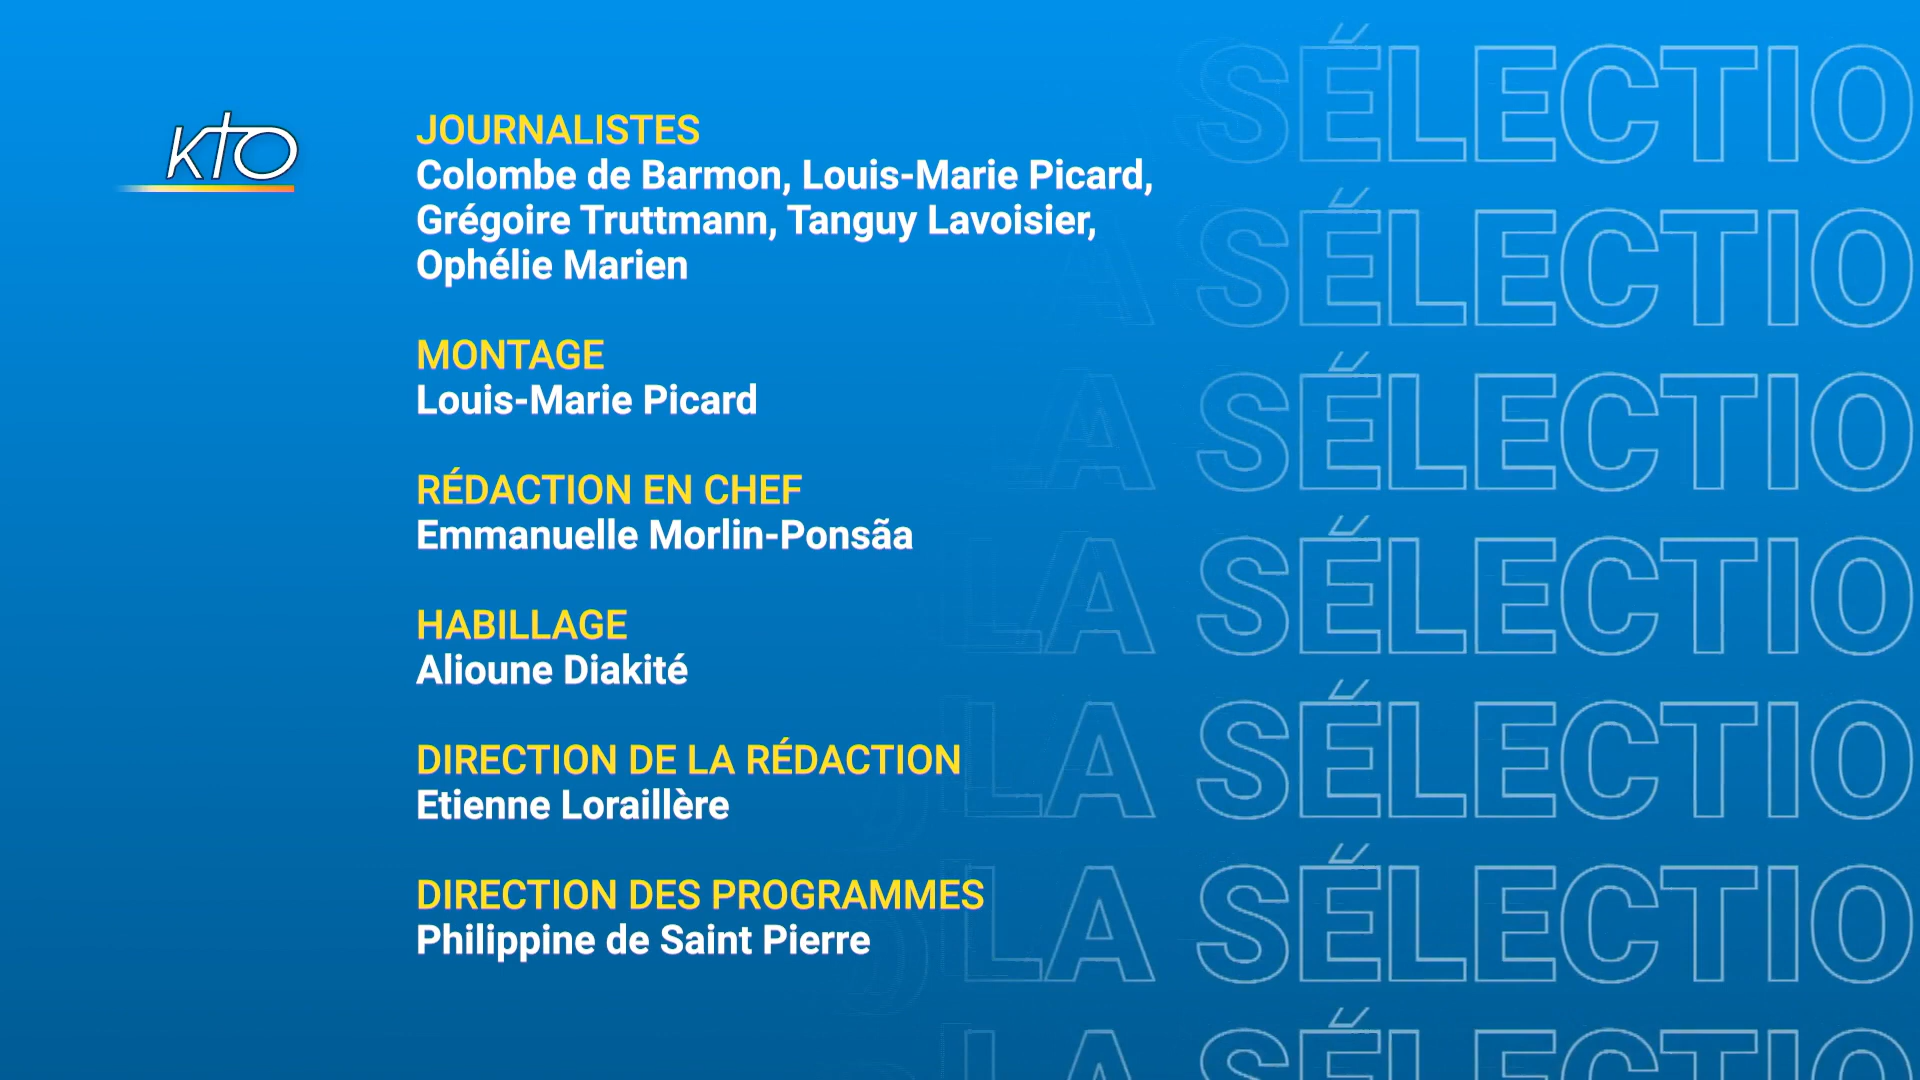 KTO
JOURNALISTES
Colombe de Barmon, Louis-Marie Picard,
Grégoire Truttmann, Tanguy Lavoisier,
Ophélie Marien
MONTAGE
Louis-Marie Picard
RÉDACTION EN CHEF
Emmanuelle Morlin-Ponsãa
HABILLAGE
Alioune Diakité
DIRECTION DE LA RÉDACTION
Etienne Loraillère
DIRECTION DES PROGRAMMES
Philippine de Saint Pierre
SÉLECTIO
A SÉLECTIO
LA SÉLECTIO
LA SÉLECTIO
LA SÉLECTIO
LA SÉLECTIO
LA SÉLECTIO